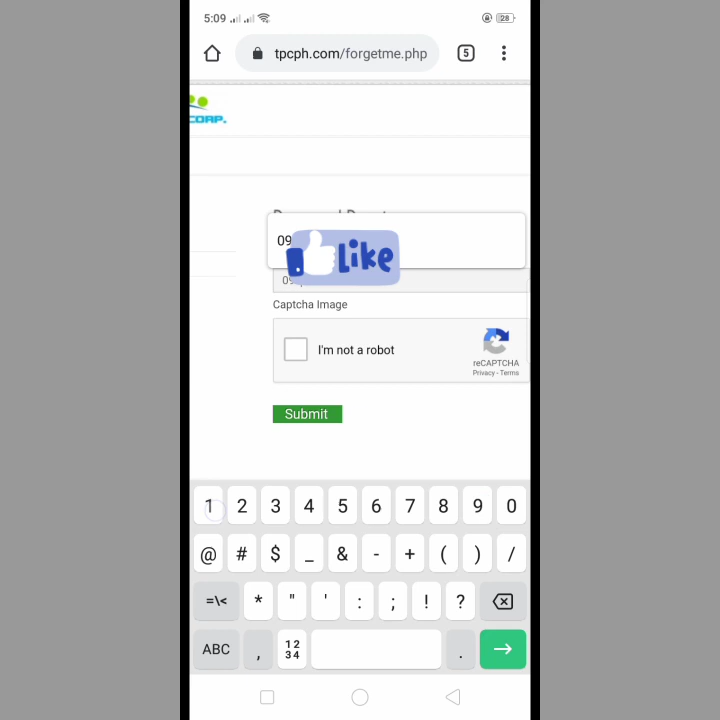 5:09
28
tpcph.com/forgetme.php
5
CORP.
09
Like
09
Captcha Image
I'm not a robot
reCAPTCHA
Privacy - Terms
Submit
1 2 3 4 5 6 7 8 9 0
@ # $ _ & - + ( ) /
=\< * " ' : ; ! ?
ABC , 12 34 .